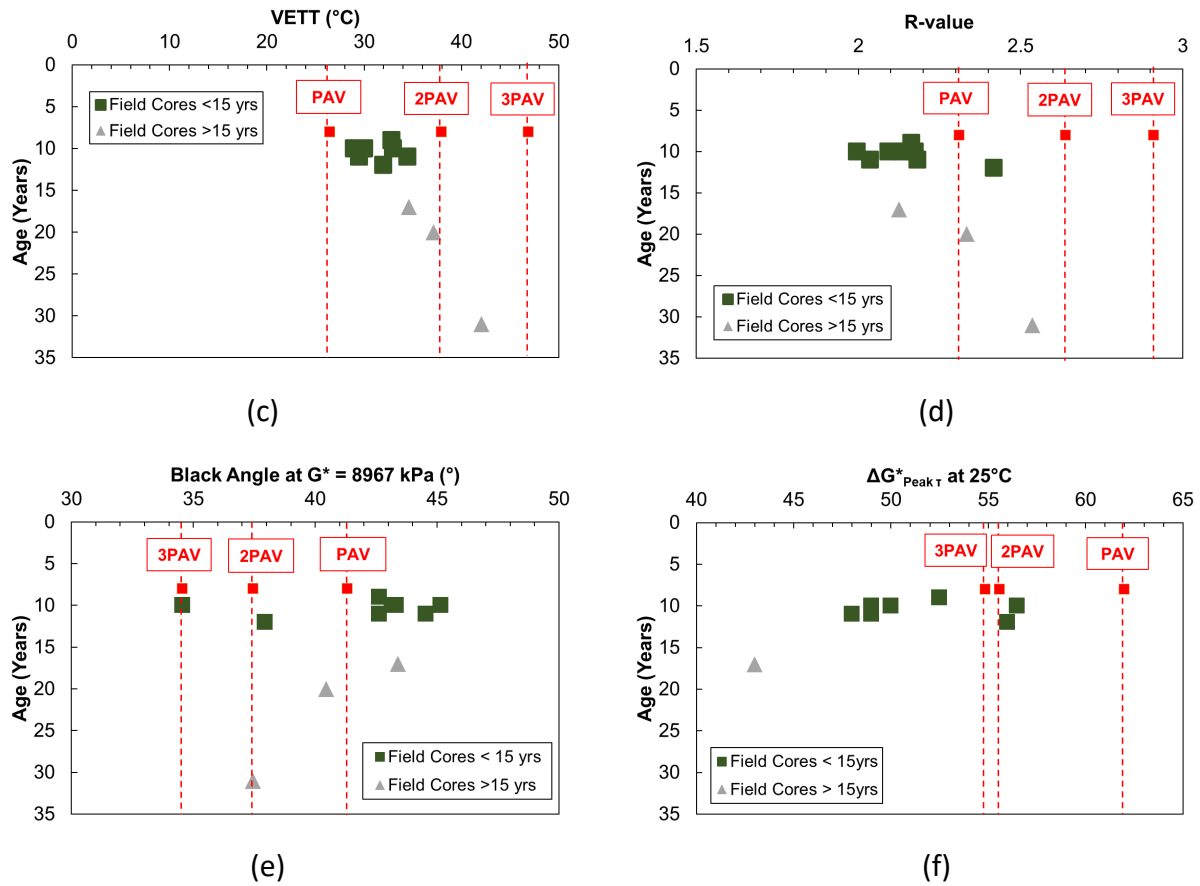 VETT (°C)
0 10 20 30 40 50
0
5
10
15
20
25
30
35
Age (Years)
Field Cores <15 yrs
Field Cores >15 yrs
PAV
2PAV
3PAV
(c)
R-value
1.5 2 2.5 3
0
5
10
15
20
25
30
35
Age (Years)
PAV
2PAV
3PAV
Field Cores <15 yrs
Field Cores >15 yrs
(d)
Black Angle at G* = 8967 kPa (°)
30 35 40 45 50
0
5
10
15
20
25
30
35
Age (Years)
3PAV
2PAV
PAV
Field Cores < 15 yrs
Field Cores >15 yrs
(e)
ΔG*Peak τ at 25°C
40 45 50 55 60 65
0
5
10
15
20
25
30
35
Age (Years)
3PAV
2PAV
PAV
Field Cores < 15yrs
Field Cores > 15yrs
(f)